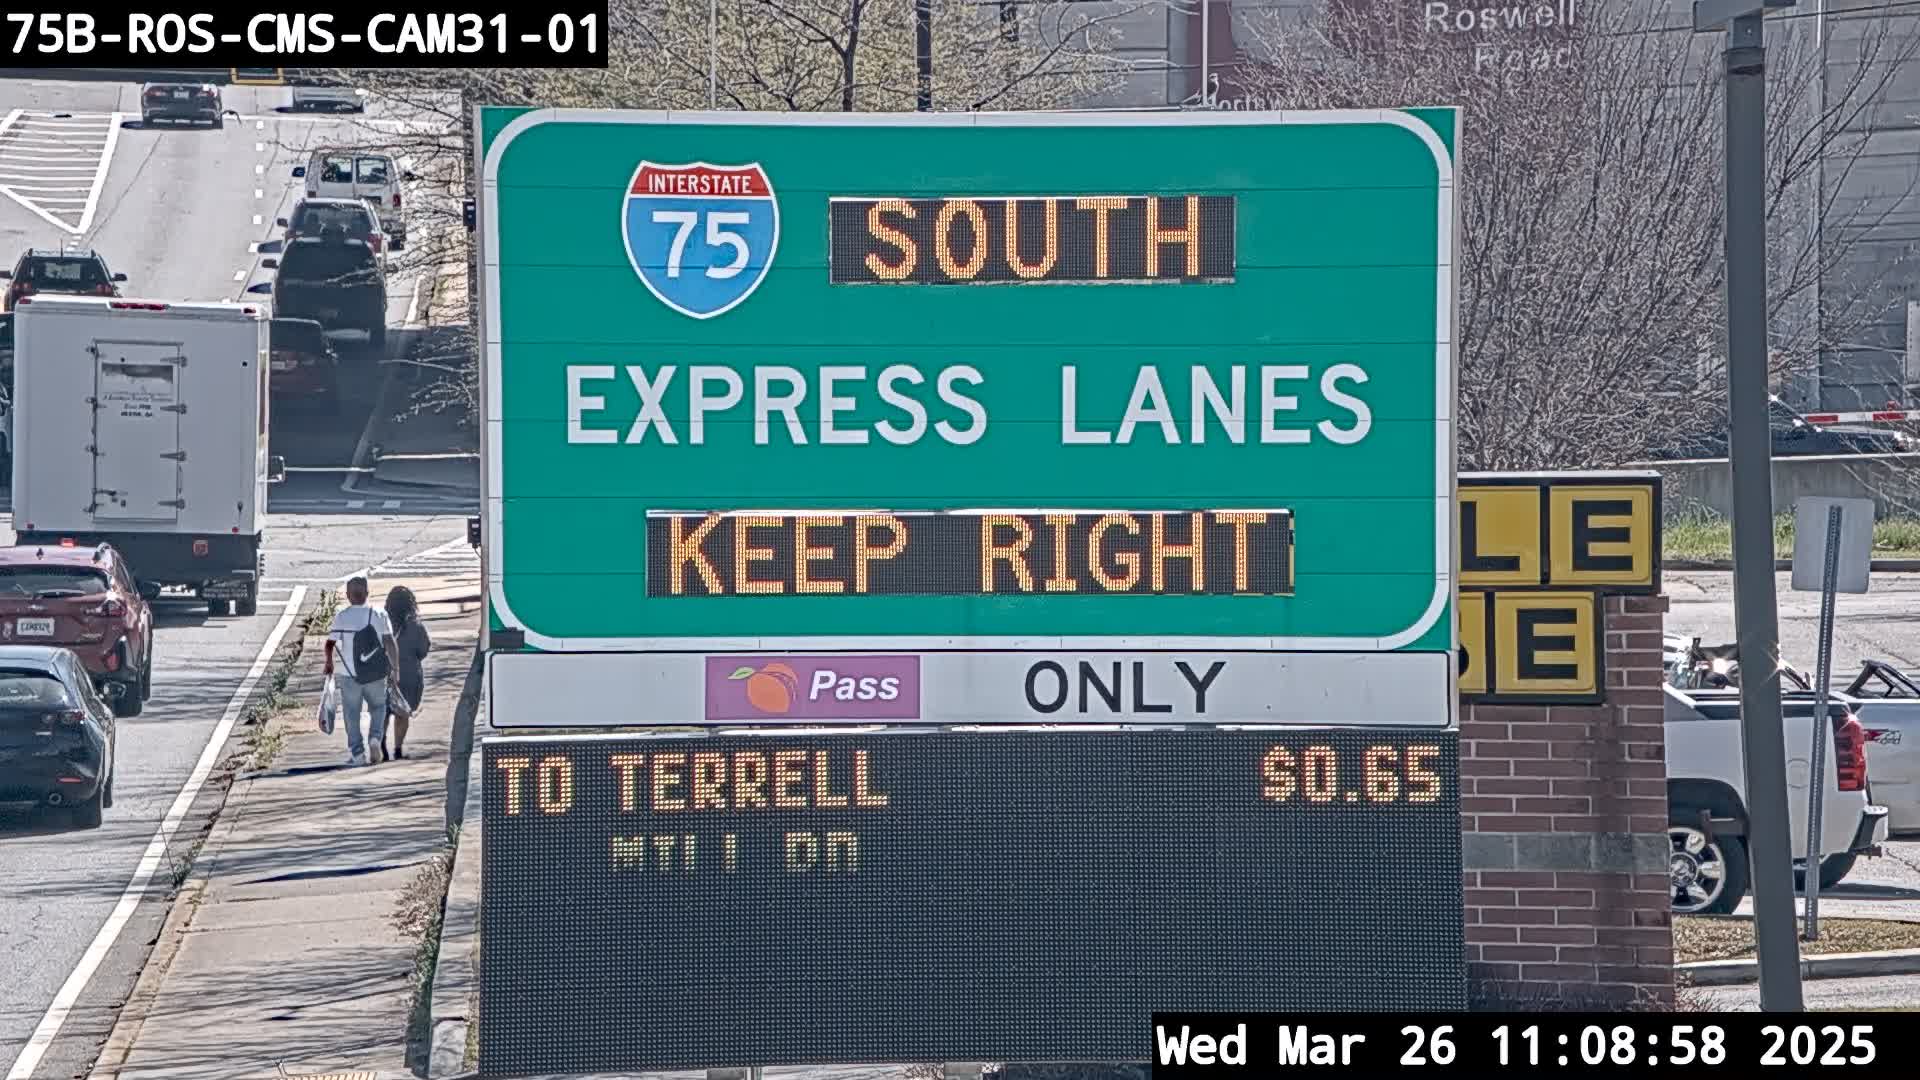 75B-ROS-CMS-CAM31-01
Roswell
Road
INTERSTATE
75
SOUTH
EXPRESS LANES
KEEP RIGHT
Pass ONLY
TO TERRELL $0.65
LE
E
Wed Mar 26 11:08:58 2025